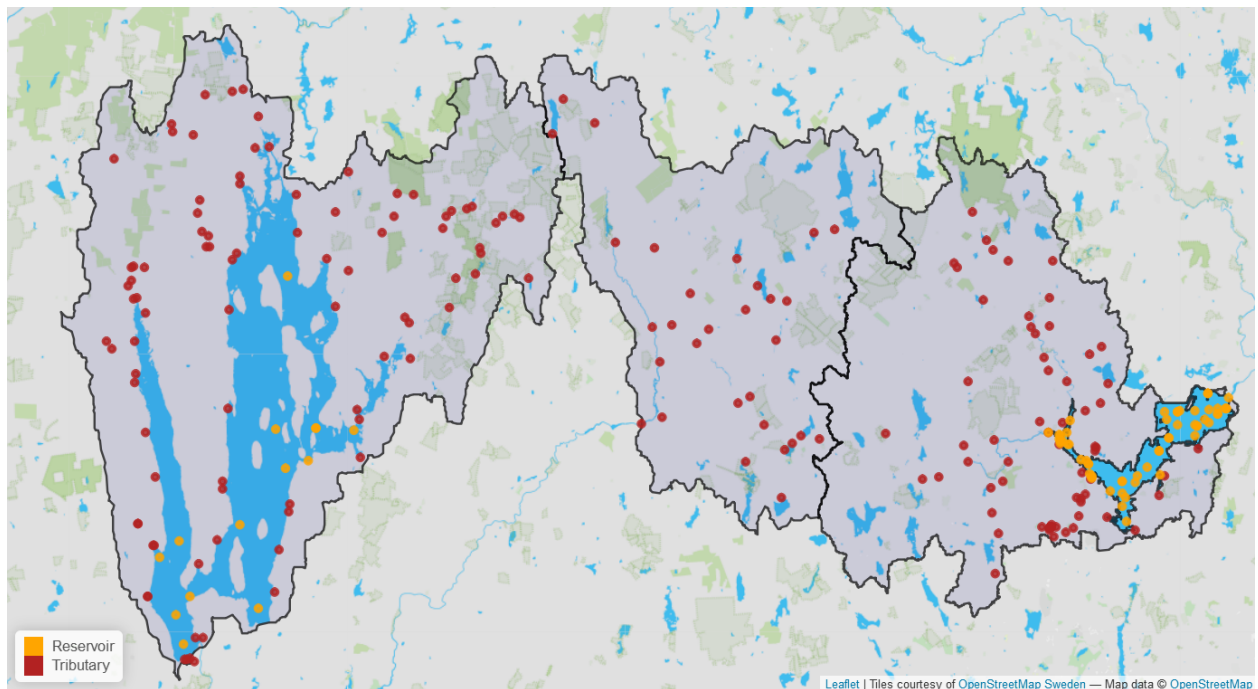 Reservoir
Tributary
Leaflet | Tiles courtesy of OpenStreetMap Sweden — Map data © OpenStreetMap